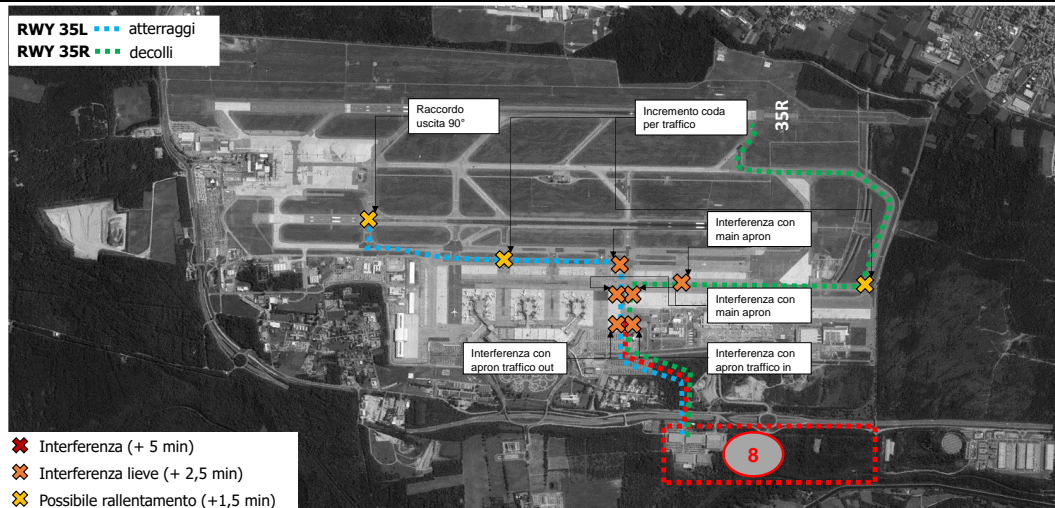 RWY 35L atterraggi
RWY 35R decolli
Raccordo
uscita 90°
Incremento coda
per traffico
35R
Interferenza con
main apron
Interferenza con
main apron
Interferenza con
apron traffico out
Interferenza con
apron traffico in
8
Interferenza (+ 5 min)
Interferenza lieve (+ 2,5 min)
Possibile rallentamento (+1,5 min)